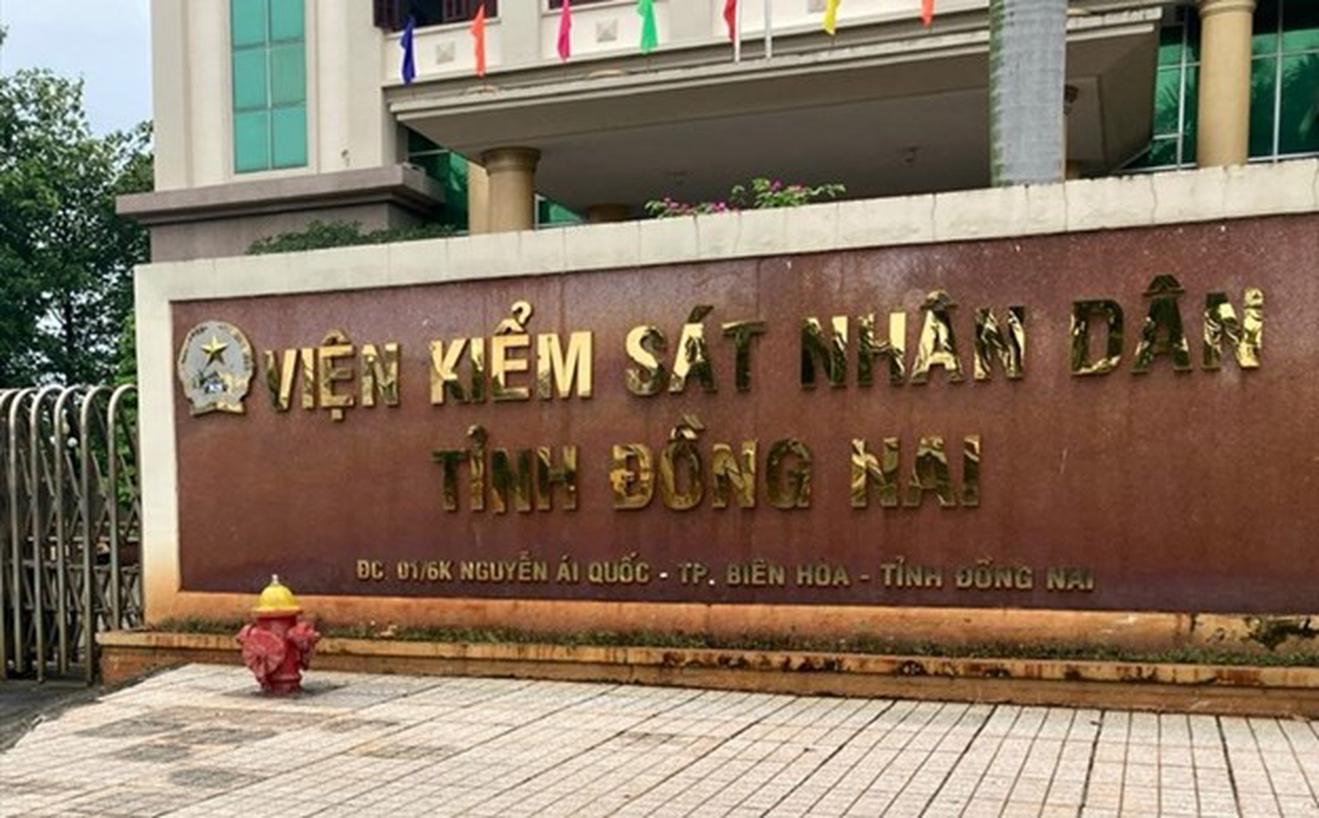 VIỆN KIỂM SÁT NHÂN DÂN
TỈNH ĐỒNG NAI
ĐC 01/6K NGUYỄN ÁI QUỐC - TP. BIÊN HÒA - TỈNH ĐỒNG NAI